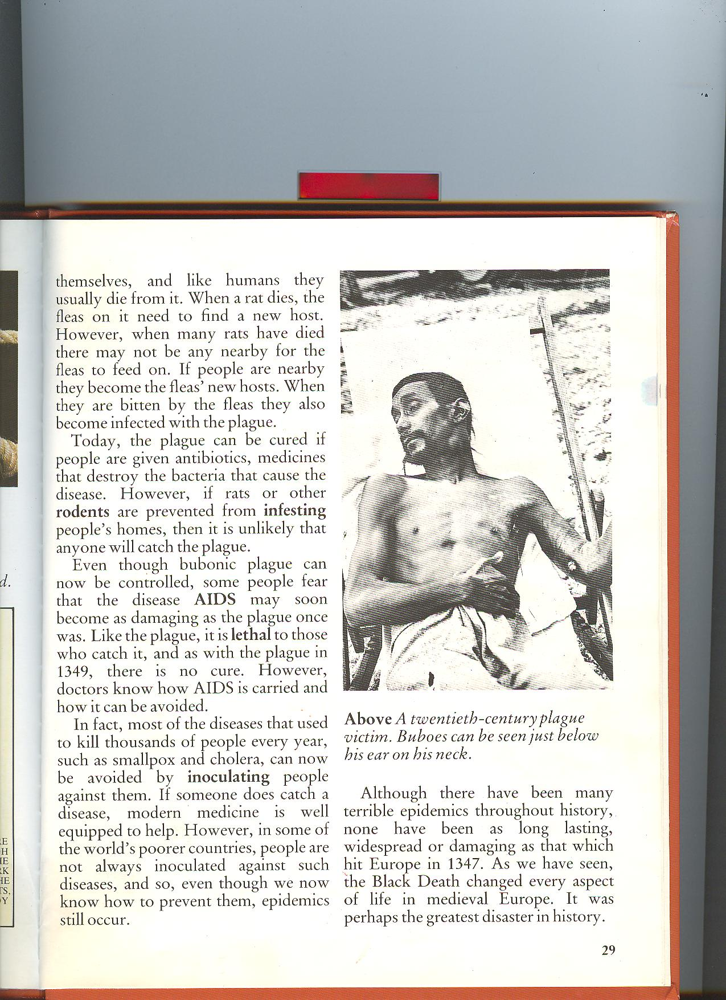 themselves, and like humans they
usually die from it. When a rat dies, the
fleas on it need to find a new host.
However, when many rats have died
there may not be any nearby for the
fleas to feed on. If people are nearby
they become the fleas' new hosts. When
they are bitten by the fleas they also
become infected with the plague.
Today, the plague can be cured if
people are given antibiotics, medicines
that destroy the bacteria that cause the
disease. However, if rats or other
rodents are prevented from infesting
people's homes, then it is unlikely that
anyone will catch the plague.
Even though bubonic plague can
now be controlled, some people fear
that the disease AIDS may soon
become as damaging as the plague once
was. Like the plague, it is lethal to those
who catch it, and as with the plague in
1349, there is no cure. However,
doctors know how AIDS is carried and
how it can be avoided.
In fact, most of the diseases that used
to kill thousands of people every year,
such as smallpox and cholera, can now
be avoided by inoculating people
against them. If someone does catch a
disease, modern medicine is well
equipped to help. However, in some of
the world's poorer countries, people are
not always inoculated against such
diseases, and so, even though we now
know how to prevent them, epidemics
still occur.
Above A twentieth-century plague
victim. Buboes can be seen just below
his ear on his neck.
Although there have been many
terrible epidemics throughout history,
none have been as long lasting,
widespread or damaging as that which
hit Europe in 1347. As we have seen,
the Black Death changed every aspect
of life in medieval Europe. It was
perhaps the greatest disaster in history.
29